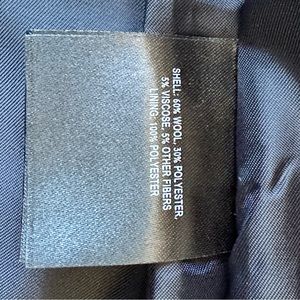 SHELL: 60% WOOL, 30% POLYESTER,
5% VISCOSE, 5% OTHER FIBERS
LINING: 100% POLYESTER